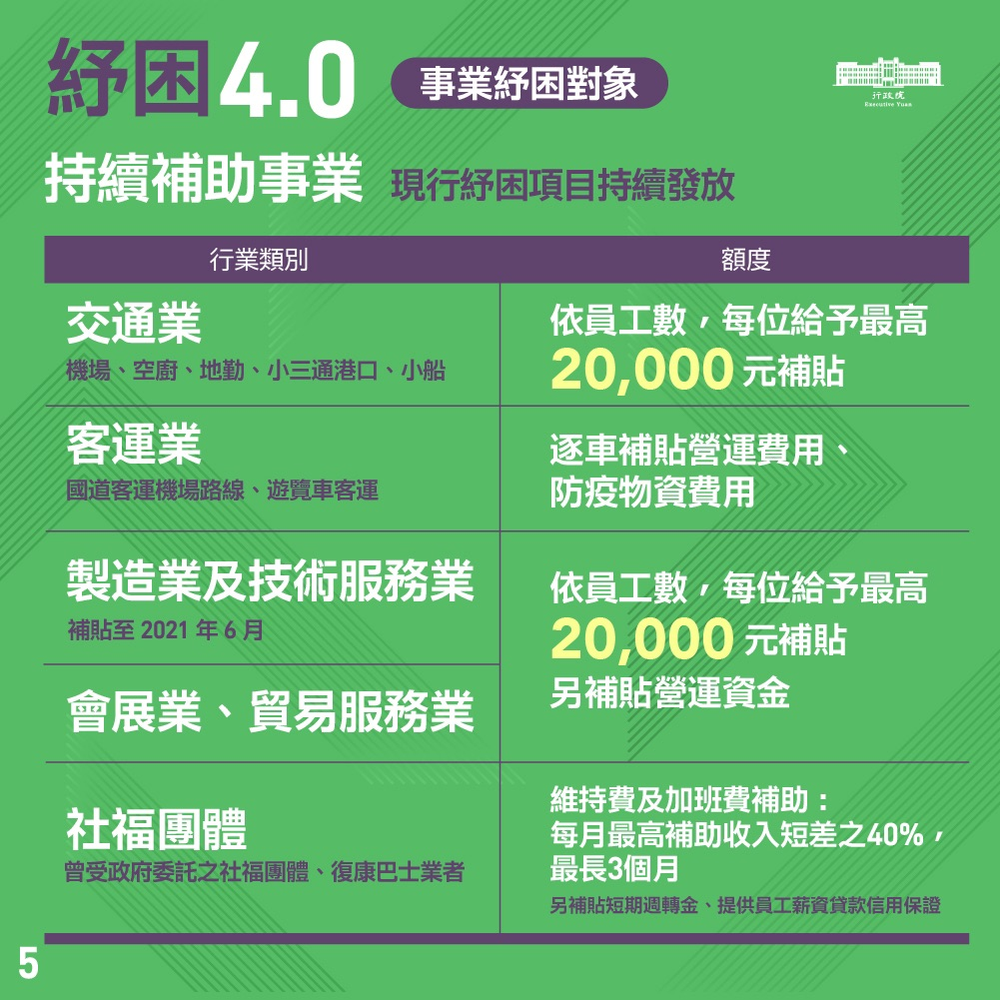 紓困4.0
事業紓困對象
行政院
Executive Yuan
持續補助事業
現行紓困項目持續發放
行業類別
額度
交通業
機場、空廚、地勤、小三通港口、小船
依員工數，每位給予最高
20,000 元補貼
客運業
國道客運機場路線、遊覽車客運
逐車補貼營運費用、
防疫物資費用
製造業及技術服務業
補貼至 2021 年 6 月
會展業、貿易服務業
依員工數，每位給予最高
20,000 元補貼
另補貼營運資金
社福團體
曾受政府委託之社福團體、復康巴士業者
維持費及加班費補助：
每月最高補助收入短差之40%，
最長3個月
另補貼短期週轉金、提供員工薪資貸款信用保證
5